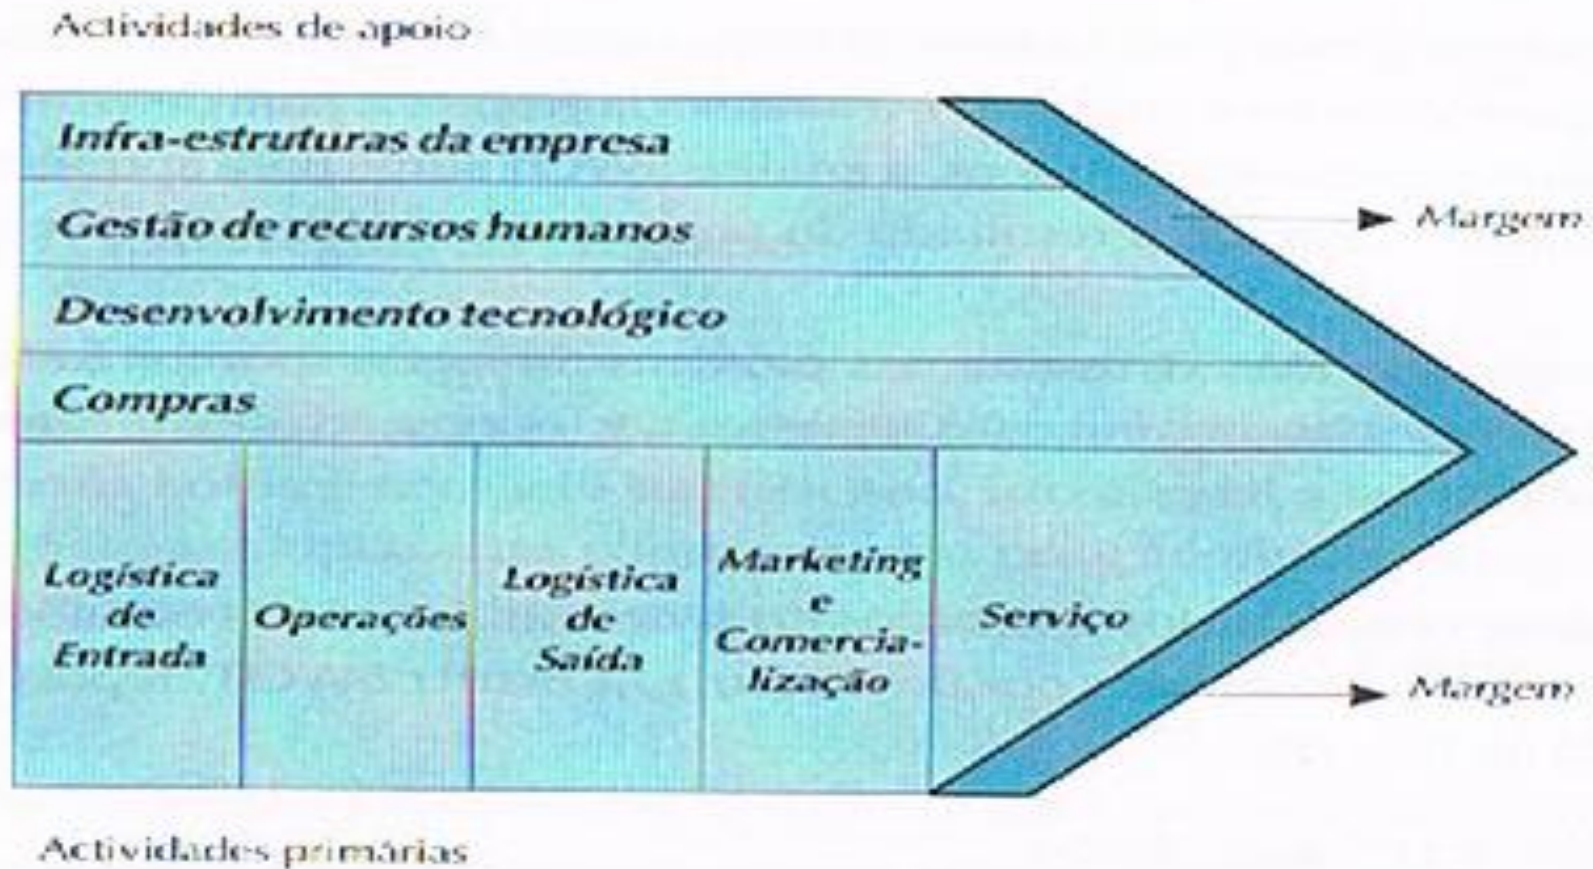 Actividades de apoio
Infra-estruturas da empresa
Gestão de recursos humanos
Margem
Desenvolvimento tecnológico
Compras
Logística
de
Entrada
Operações
Logística
de
Saída
Marketing
e
Comercia-
lização
Serviço
Margem
Actividades primárias